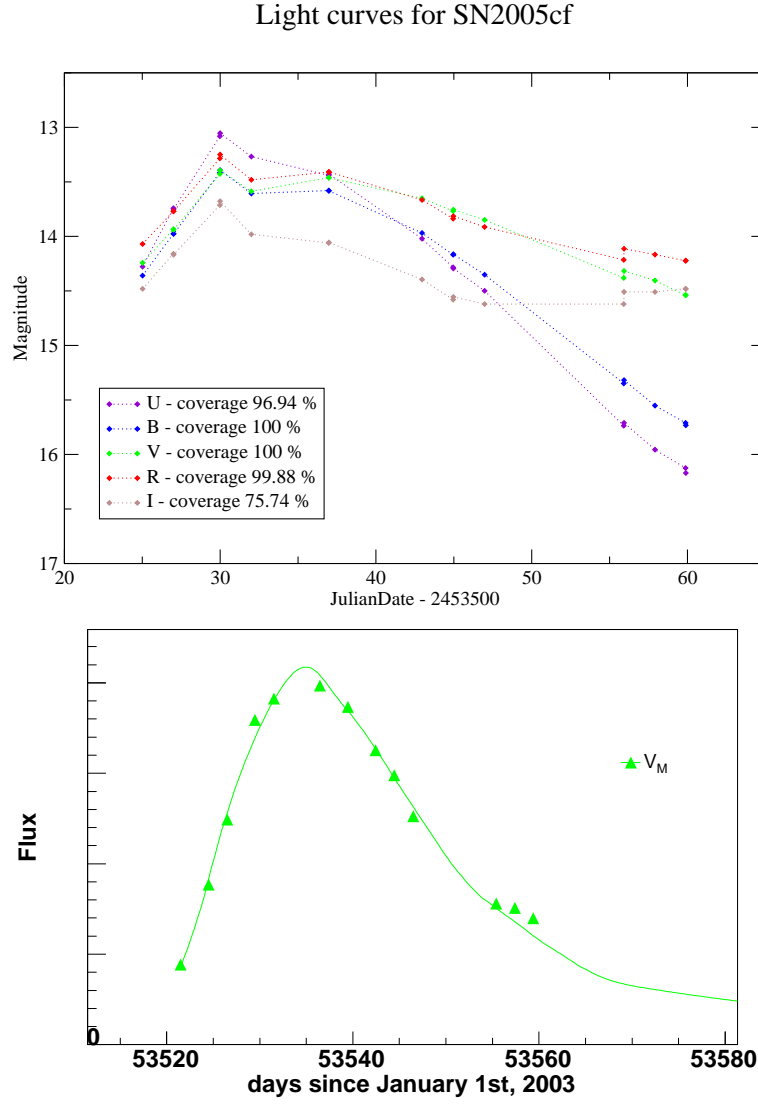 Light curves for SN2005cf
13
14
15
16
17
Magnitude
U - coverage 96.94 %
B - coverage 100 %
V - coverage 100 %
R - coverage 99.88 %
I - coverage 75.74 %
20
30
40
50
60
JulianDate - 2453500
Flux
V_M
0
53520
53540
53560
53580
days since January 1st, 2003